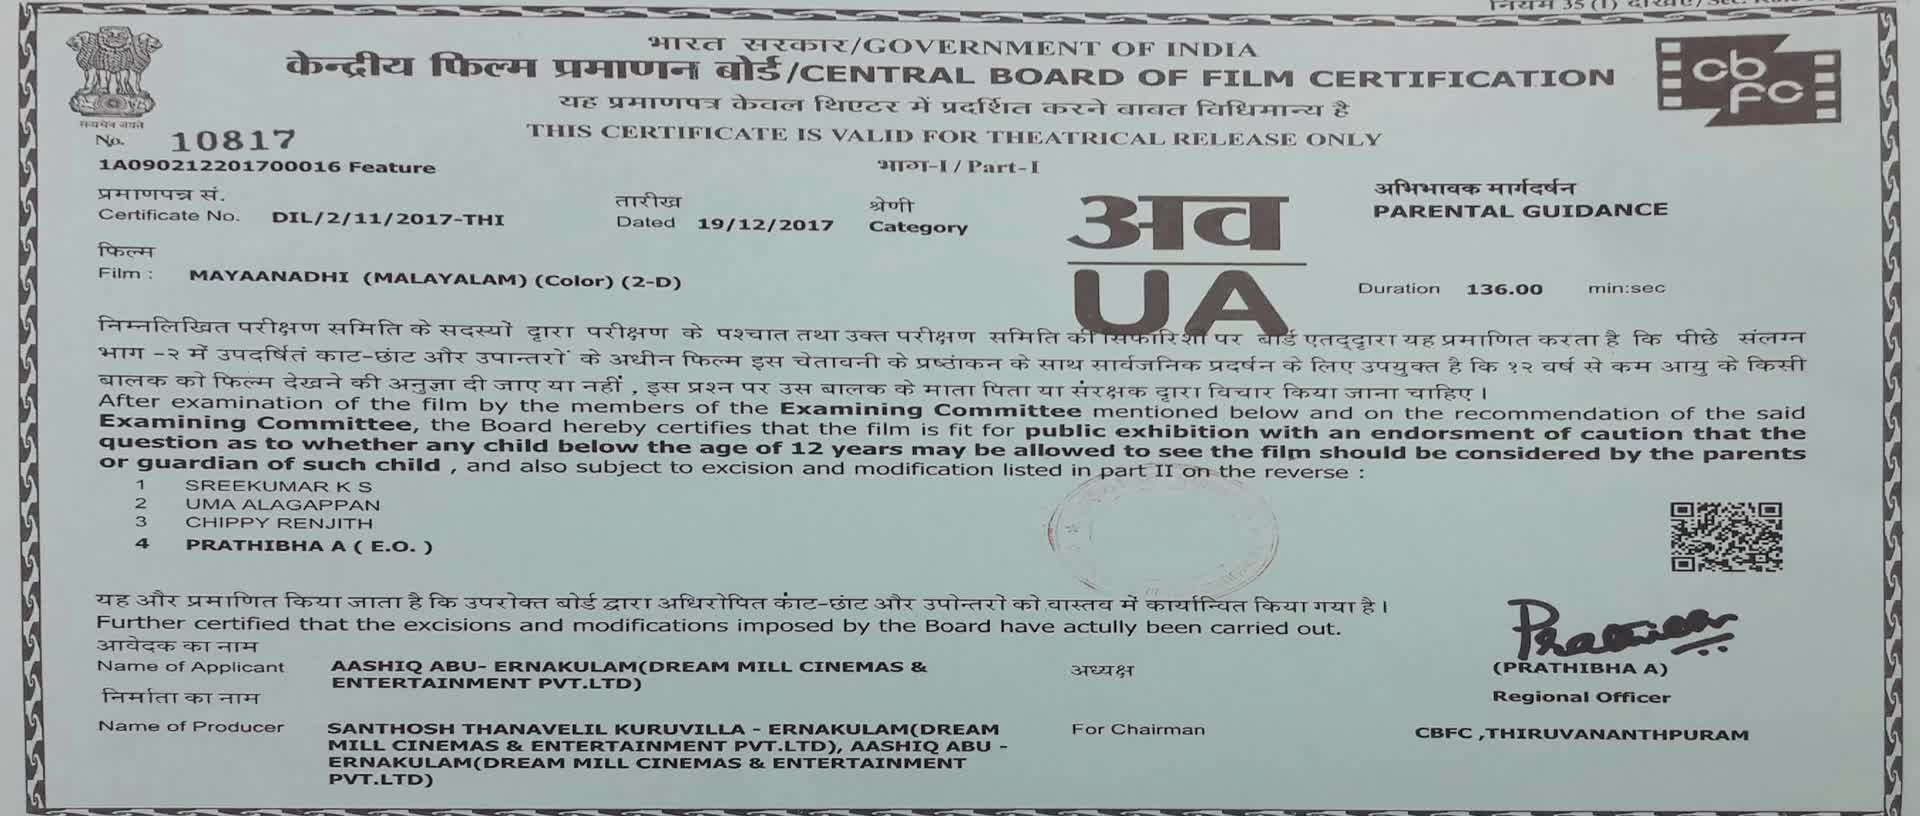 भारत सरकार/GOVERNMENT OF INDIA
केन्द्रीय फिल्म प्रमाणन बोर्ड/CENTRAL BOARD OF FILM CERTIFICATION
यह प्रमाणपत्र केवल थिएटर में प्रदर्शित करने बाबत विधिमान्य है
THIS CERTIFICATE IS VALID FOR THEATRICAL RELEASE ONLY
cbfc
सत्यमेव जयते
No. 10817
1A090212201700016 Feature
भाग-I / Part-I
प्रमाणपत्र सं.
Certificate No. DIL/2/11/2017-THI
तारीख
Dated 19/12/2017
श्रेणी
Category
अव
UA
अभिभावक मार्गदर्षन
PARENTAL GUIDANCE
फिल्म
Film : MAYAANADHI (MALAYALAM) (Color) (2-D)
Duration 136.00 min:sec
निम्नलिखित परीक्षण समिति के सदस्यों द्वारा परीक्षण के पश्चात तथा उक्त परीक्षण समिति की सिफारिशों पर बोर्ड एतद्द्वारा यह प्रमाणित करता है कि पीछे संलग्न
भाग -२ में उपदर्षितं काट-छांट और उपान्तरों के अधीन फिल्म इस चेतावनी के प्रष्ठांकन के साथ सार्वजनिक प्रदर्षन के लिए उपयुक्त है कि १२ वर्ष से कम आयु के किसी
बालक को फिल्म देखने की अनुज्ञा दी जाए या नहीं , इस प्रश्न पर उस बालक के माता पिता या संरक्षक द्वारा विचार किया जाना चाहिए ।
After examination of the film by the members of the Examining Committee mentioned below and on the recommendation of the said
Examining Committee, the Board hereby certifies that the film is fit for public exhibition with an endorsment of caution that the
question as to whether any child below the age of 12 years may be allowed to see the film should be considered by the parents
or guardian of such child , and also subject to excision and modification listed in part II on the reverse :
1 SREEKUMAR K S
2 UMA ALAGAPPAN
3 CHIPPY RENJITH
4 PRATHIBHA A ( E.O. )
यह और प्रमाणित किया जाता है कि उपरोक्त बोर्ड द्वारा अधिरोपित कांट-छांट और उपोन्तरो को वास्तव में कार्यान्वित किया गया है ।
Further certified that the excisions and modifications imposed by the Board have actully been carried out.
आवेदक का नाम
Name of Applicant AASHIQ ABU- ERNAKULAM(DREAM MILL CINEMAS &
ENTERTAINMENT PVT.LTD)
अध्यक्ष
(PRATHIBHA A)
Regional Officer
निर्माता का नाम
Name of Producer SANTHOSH THANAVELIL KURUVILLA - ERNAKULAM(DREAM
MILL CINEMAS & ENTERTAINMENT PVT.LTD), AASHIQ ABU -
ERNAKULAM(DREAM MILL CINEMAS & ENTERTAINMENT
PVT.LTD)
For Chairman
CBFC ,THIRUVANANTHPURAM